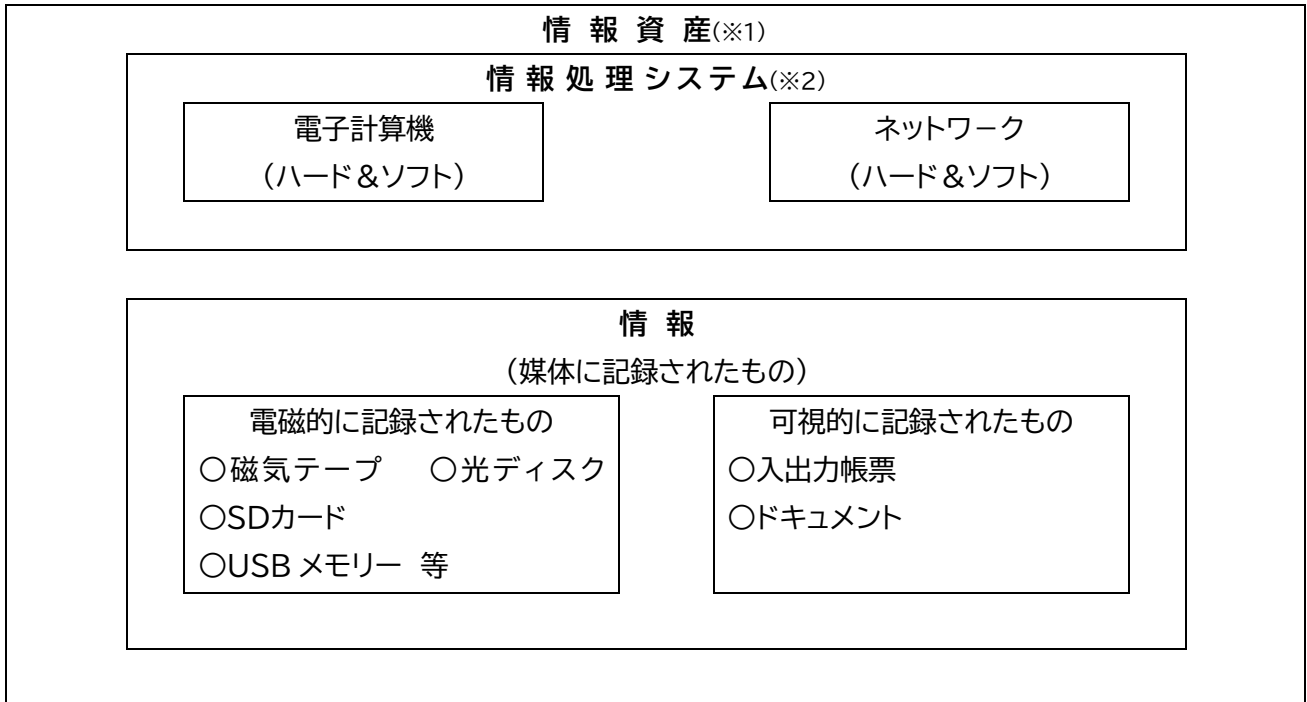 情 報 資 産(※1)
情 報 処 理 シ ス テ ム(※2)
電子計算機
(ハード&ソフト)
ネットワーク
(ハード&ソフト)
情 報
(媒体に記録されたもの)
電磁的に記録されたもの
○磁気テープ ○光ディスク
○SDカード
○USB メモリー 等
可視的に記録されたもの
○入出力帳票
○ドキュメント